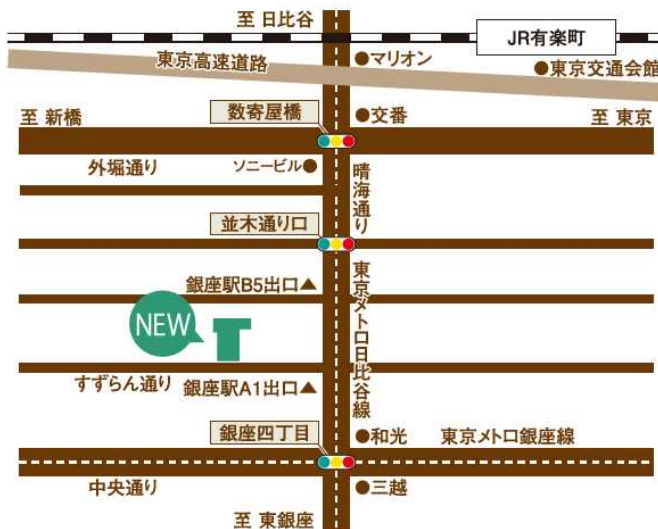 至 日比谷
JR有楽町
東京高速道路
●マリオン
●東京交通会館
至 新橋
数寄屋橋
●交番
至 東京
外堀通り
ソニービル●
晴海通り
並木通り口
銀座駅B5出口▲
東京メトロ日比谷線
NEW
すずらん通り
銀座駅A1出口▲
銀座四丁目
●和光
東京メトロ銀座線
中央通り
●三越
至 東銀座